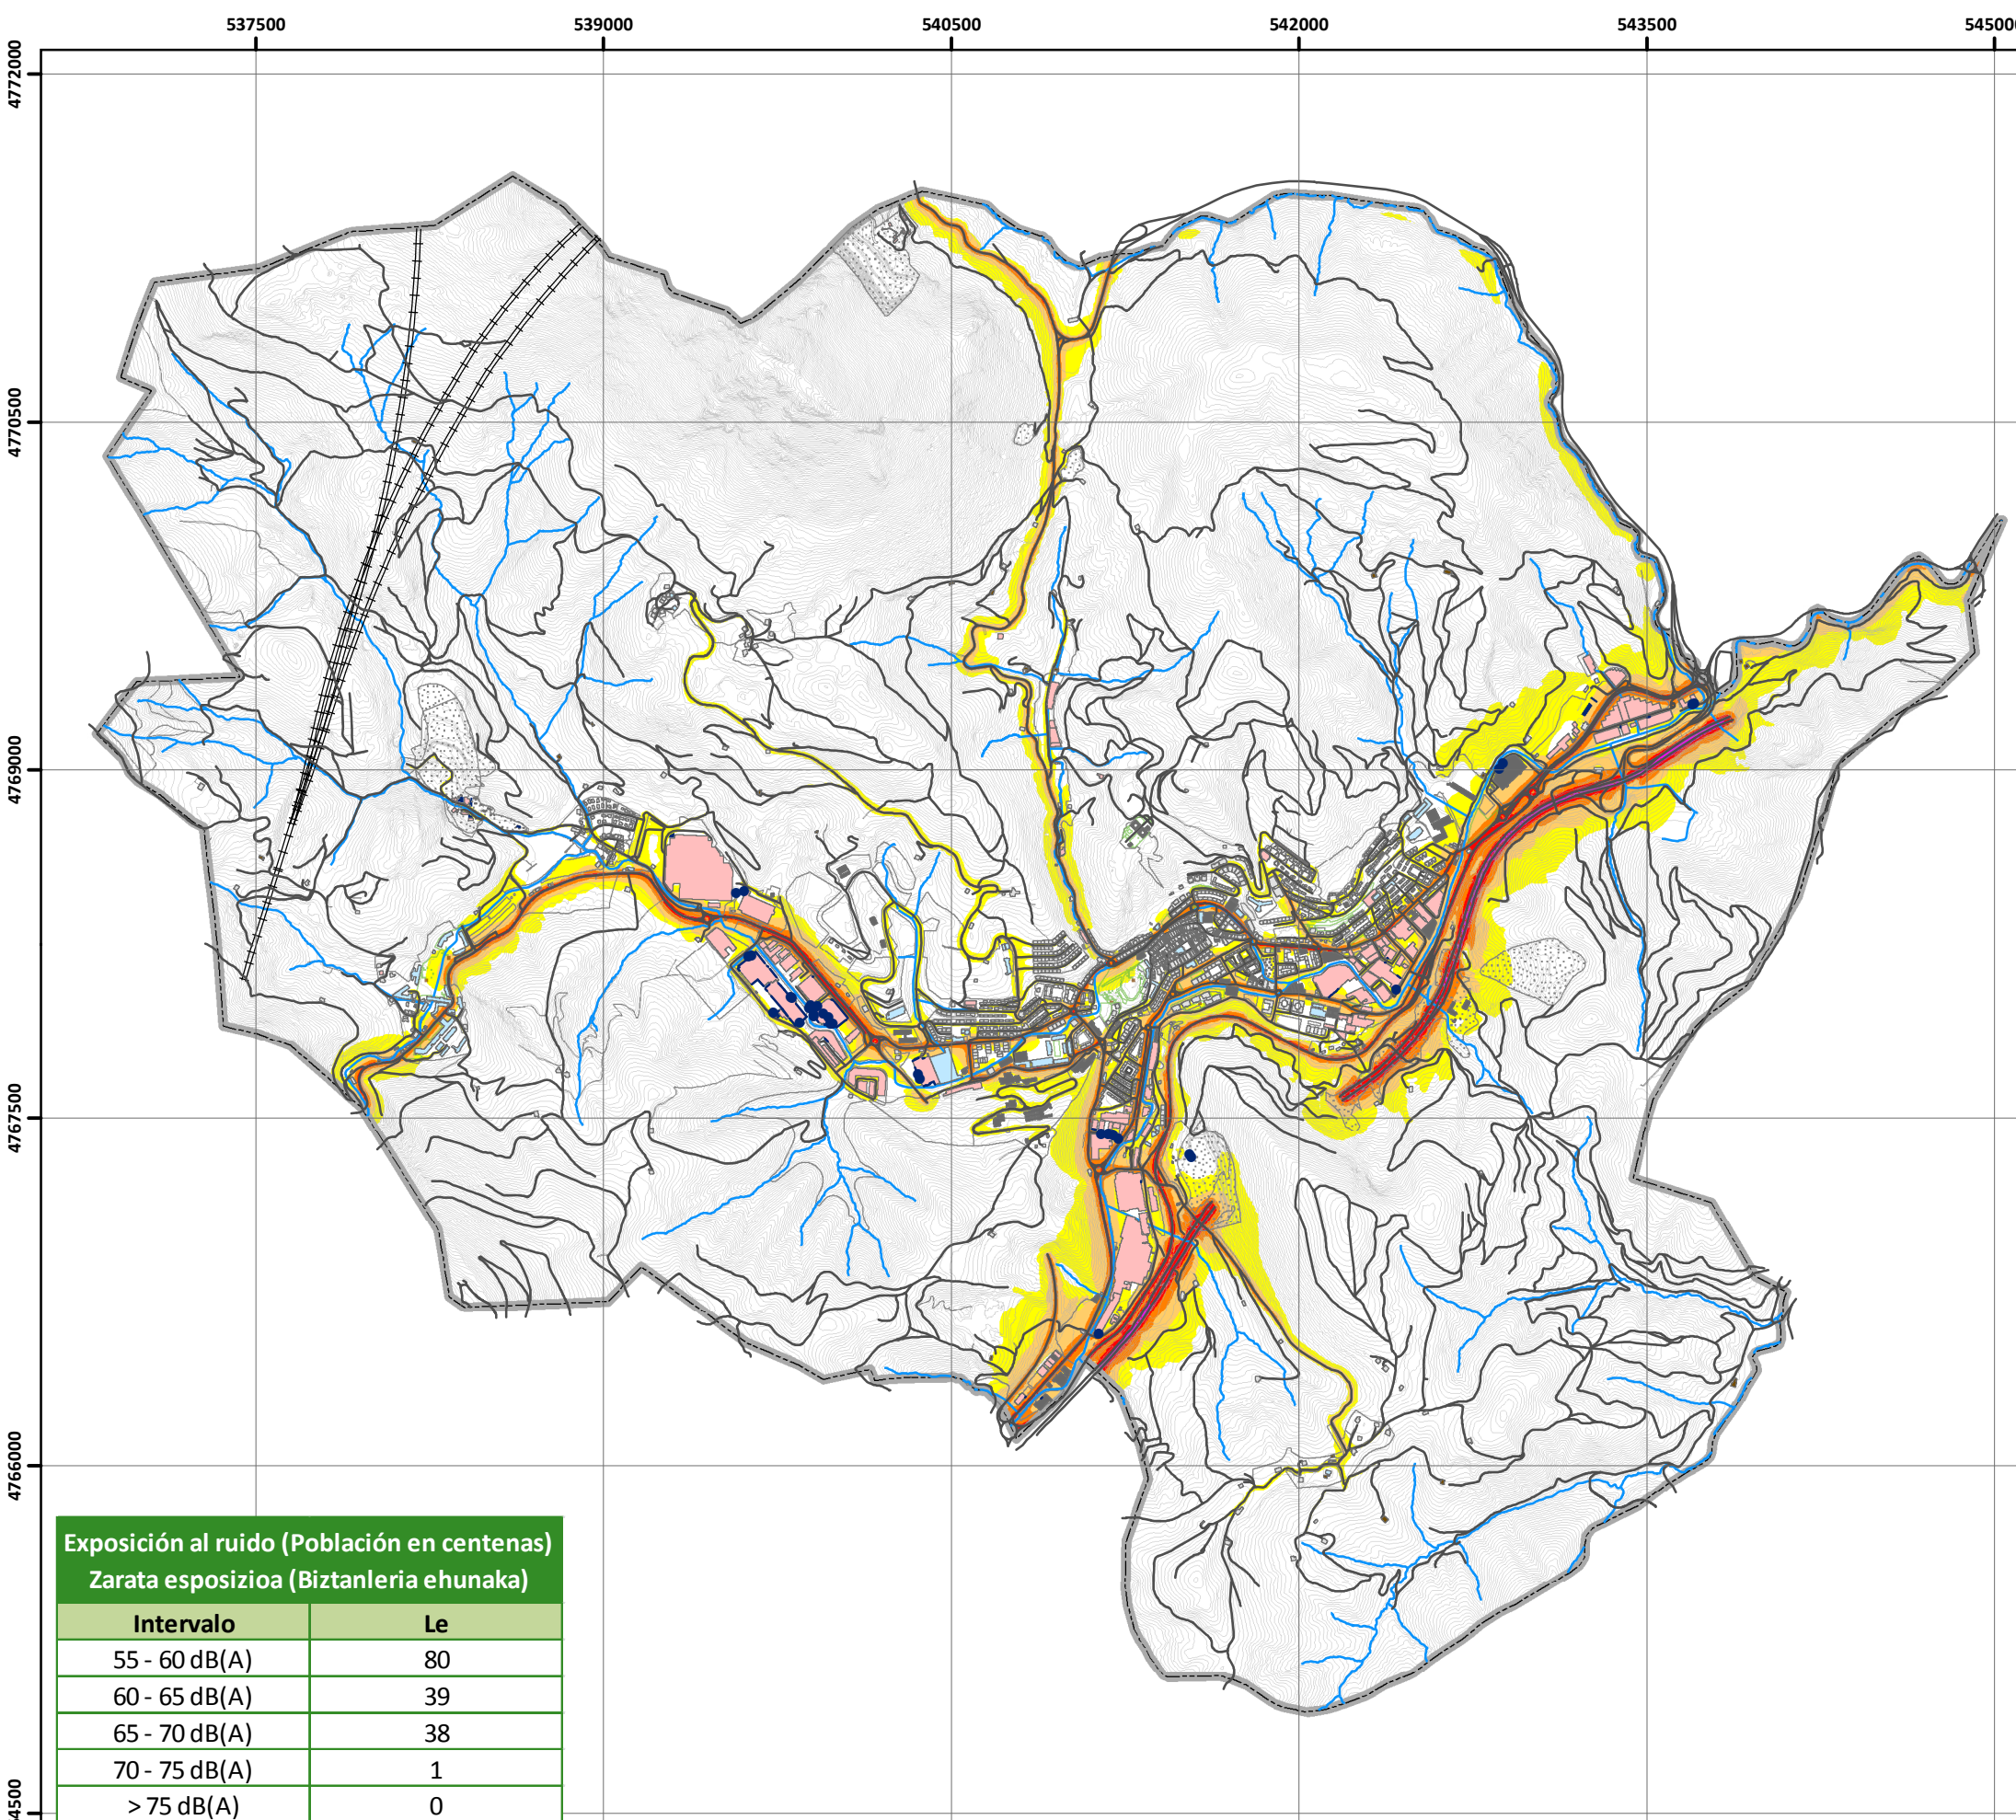 537500 539000 540500 542000 543500
4772000
4770500
4769000
4767500
4766000
Exposición al ruido (Población en centenas)
Zarata esposizioa (Biztanleria ehunaka)
Intervalo Le
55 - 60 dB(A) 80
60 - 65 dB(A) 39
65 - 70 dB(A) 38
70 - 75 dB(A) 1
> 75 dB(A) 0